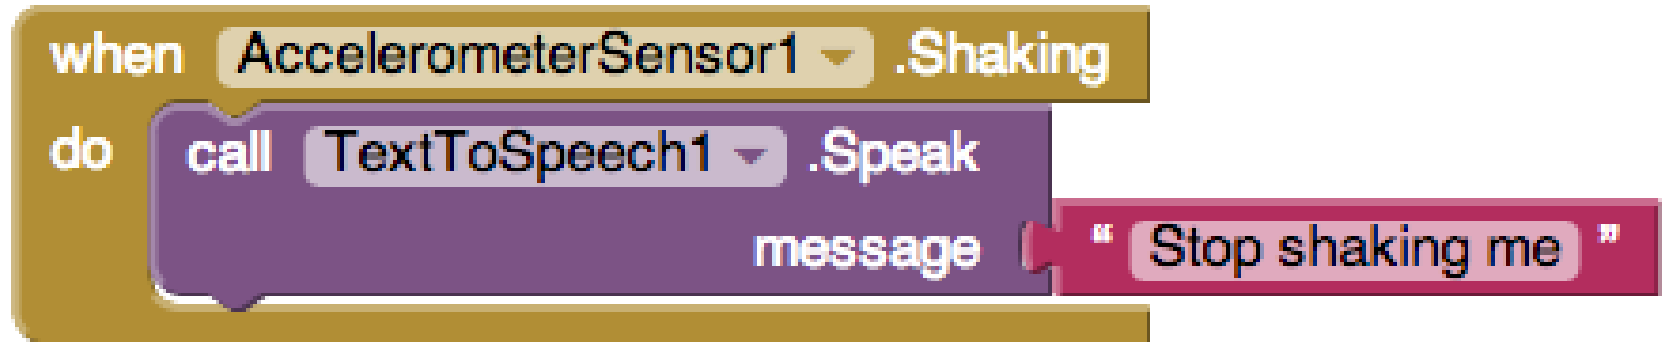 when AccelerometerSensor1 .Shaking
do call TextToSpeech1 .Speak
message “ Stop shaking me ”